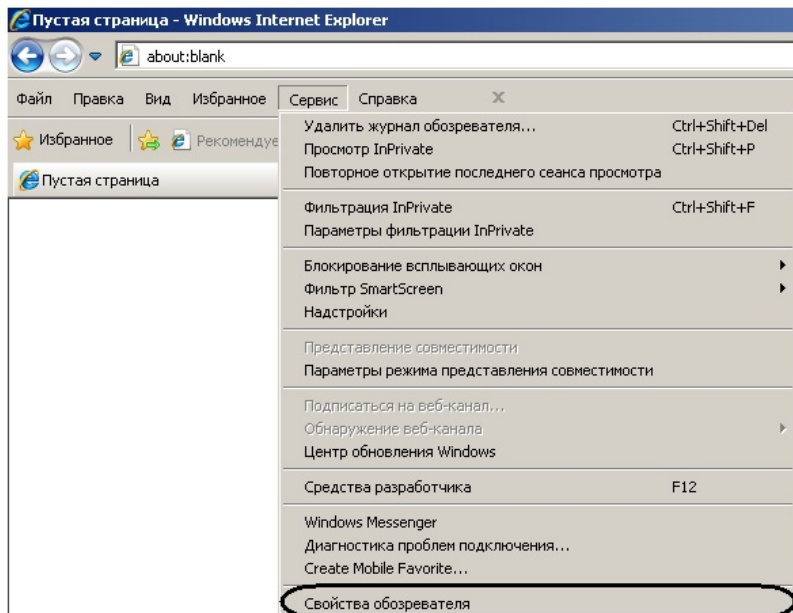 Пустая страница - Windows Internet Explorer
about:blank
Файл Правка Вид Избранное Сервис Справка x
Избранное Рекомендуе
Пустая страница
Удалить журнал обозревателя... Ctrl+Shift+Del
Просмотр InPrivate Ctrl+Shift+P
Повторное открытие последнего сеанса просмотра
Фильтрация InPrivate Ctrl+Shift+F
Параметры фильтрации InPrivate
Блокирование всплывающих окон
Фильтр SmartScreen
Надстройки
Представление совместимости
Параметры режима представления совместимости
Подписаться на веб-канал...
Обнаружение веб-канала
Центр обновления Windows
Средства разработчика F12
Windows Messenger
Диагностика проблем подключения...
Create Mobile Favorite...
Свойства обозревателя